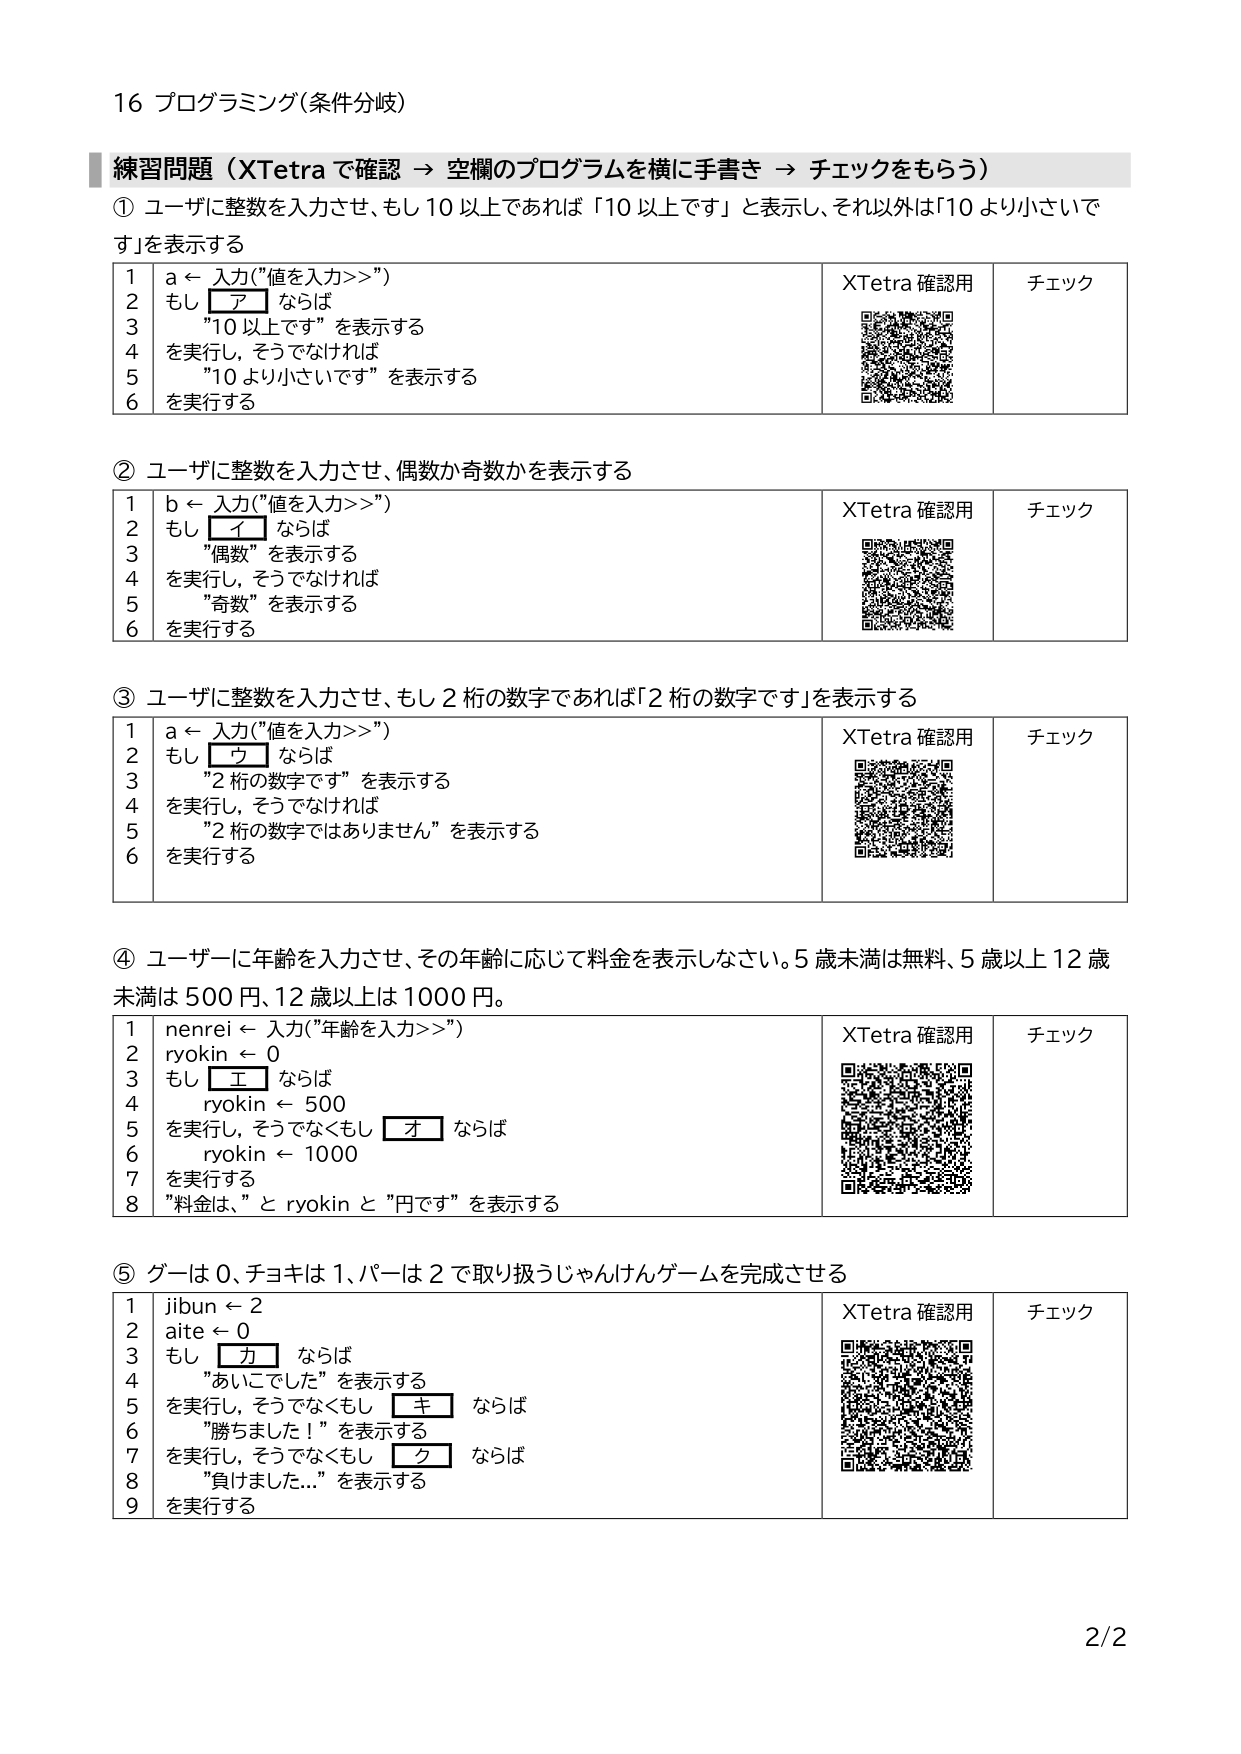 16 プログラミング(条件分岐)
練習問題（XTetra で確認 → 空欄のプログラムを横に手書き → チェックをもらう）
① ユーザに整数を入力させ、もし 10 以上であれば「10 以上です」と表示し、それ以外は「10 より小さいで
す」を表示する
1 a ← 入力("値を入力>>")
2 もし ア ならば
3 "10 以上です" を表示する
4 を実行し, そうでなければ
5 "10 より小さいです" を表示する
6 を実行する
XTetra 確認用
チェック
② ユーザに整数を入力させ、偶数か奇数かを表示する
1 b ← 入力("値を入力>>")
2 もし イ ならば
3 "偶数" を表示する
4 を実行し, そうでなければ
5 "奇数" を表示する
6 を実行する
XTetra 確認用
チェック
③ ユーザに整数を入力させ、もし 2 桁の数字であれば「2 桁の数字です」を表示する
1 a ← 入力("値を入力>>")
2 もし ウ ならば
3 "2 桁の数字です" を表示する
4 を実行し, そうでなければ
5 "2 桁の数字ではありません" を表示する
6 を実行する
XTetra 確認用
チェック
④ ユーザーに年齢を入力させ、その年齢に応じて料金を表示しなさい。5 歳未満は無料、5 歳以上 12 歳
未満は 500 円、12 歳以上は 1000 円。
1 nenrei ← 入力("年齢を入力>>")
2 ryokin ← 0
3 もし エ ならば
4 ryokin ← 500
5 を実行し, そうでなくもし オ ならば
6 ryokin ← 1000
7 を実行する
8 "料金は、" と ryokin と "円です" を表示する
XTetra 確認用
チェック
⑤ グーは 0、チョキは 1、パーは 2 で取り扱うじゃんけんゲームを完成させる
1 jibun ← 2
2 aite ← 0
3 もし カ ならば
4 "あいこでした" を表示する
5 を実行し, そうでなくもし キ ならば
6 "勝ちました！" を表示する
7 を実行し, そうでなくもし ク ならば
8 "負けました..." を表示する
9 を実行する
XTetra 確認用
チェック
2/2